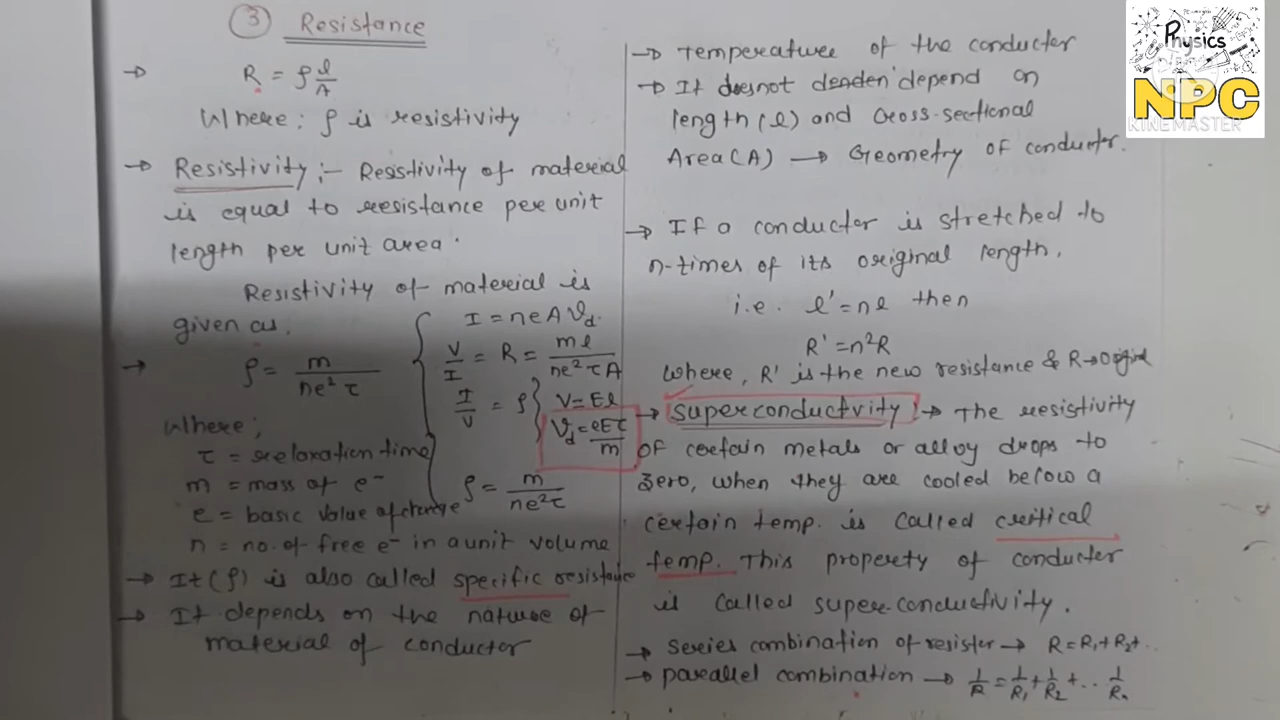 ③ Resistance
→ R = ρ l/A
Where: ρ is resistivity
→ Resistivity :- Resistivity of material
is equal to resistance per unit
length per unit area.
Resistivity of material is
given as,
→ ρ = m/ne²τ
I = neAVd.
V/I = R = ml/ne²τA
I/V = ρ } V = El
Vd = eEτ/m
ρ = m/ne²τ
Where;
τ = relaxation time
m = mass of e⁻
e = basic value of charge
n = no. of free e⁻ in a unit volume
→ It (ρ) is also called specific resistance
→ It depends on the nature of
material of conductor
→ Temperature of the conductor
→ It doesnot depend on
length (l) and Cross-sectional
Area (A) → Geometry of conductor.
→ If a conductor is stretched to
n-times of its original length,
i.e. l' = nl then
R' = n²R
Where, R' is the new resistance & R→Original
→ Superconductvity → The resistivity
of certain metals or alloy drops to
zero, when they are cooled below a
certain temp. is called critical
temp. This property of conductor
is called super-conductivity.
→ Series combination of resister → R = R₁ + R₂ + ..
→ parallel combination → 1/R = 1/R₁ + 1/R₂ + .. 1/Rₙ
Physics
NPC
KINEMASTER